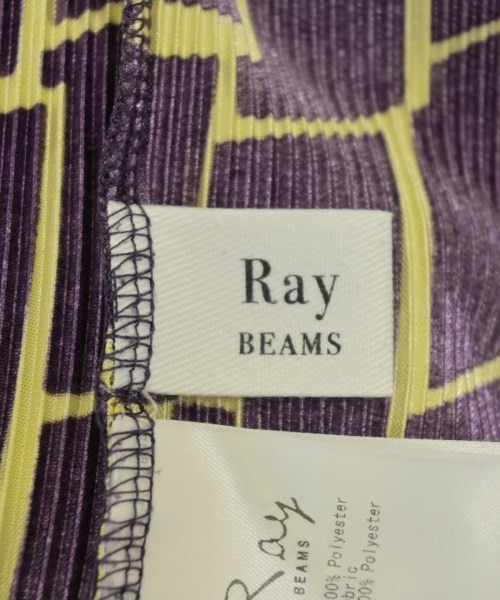 Ray
BEAMS
Ray
BEAMS
00% Polyester
bric
00% Polyester